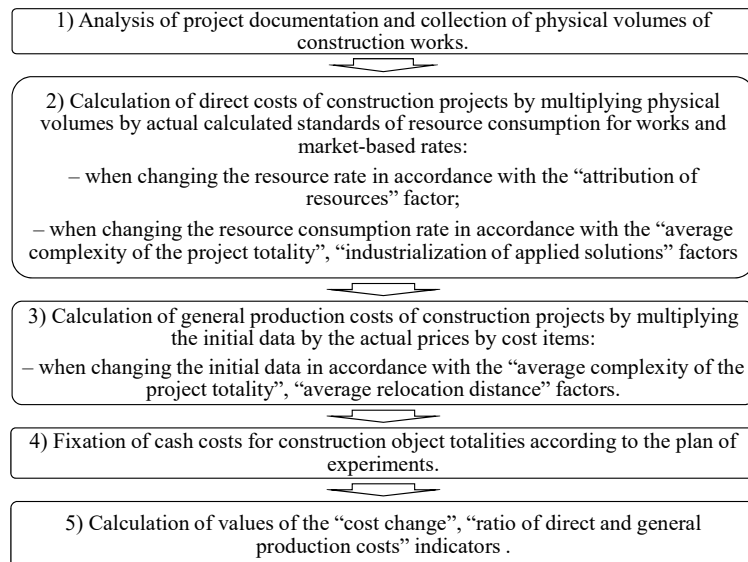 1) Analysis of project documentation and collection of physical volumes of
construction works.
2) Calculation of direct costs of construction projects by multiplying physical
volumes by actual calculated standards of resource consumption for works and
market-based rates:
– when changing the resource rate in accordance with the “attribution of
resources” factor;
– when changing the resource consumption rate in accordance with the “average
complexity of the project totality”, “industrialization of applied solutions” factors
3) Calculation of general production costs of construction projects by multiplying
the initial data by the actual prices by cost items:
– when changing the initial data in accordance with the “average complexity of the
project totality”, “average relocation distance” factors.
4) Fixation of cash costs for construction object totalities according to the plan of
experiments.
5) Calculation of values of the “cost change”, “ratio of direct and general
production costs” indicators .